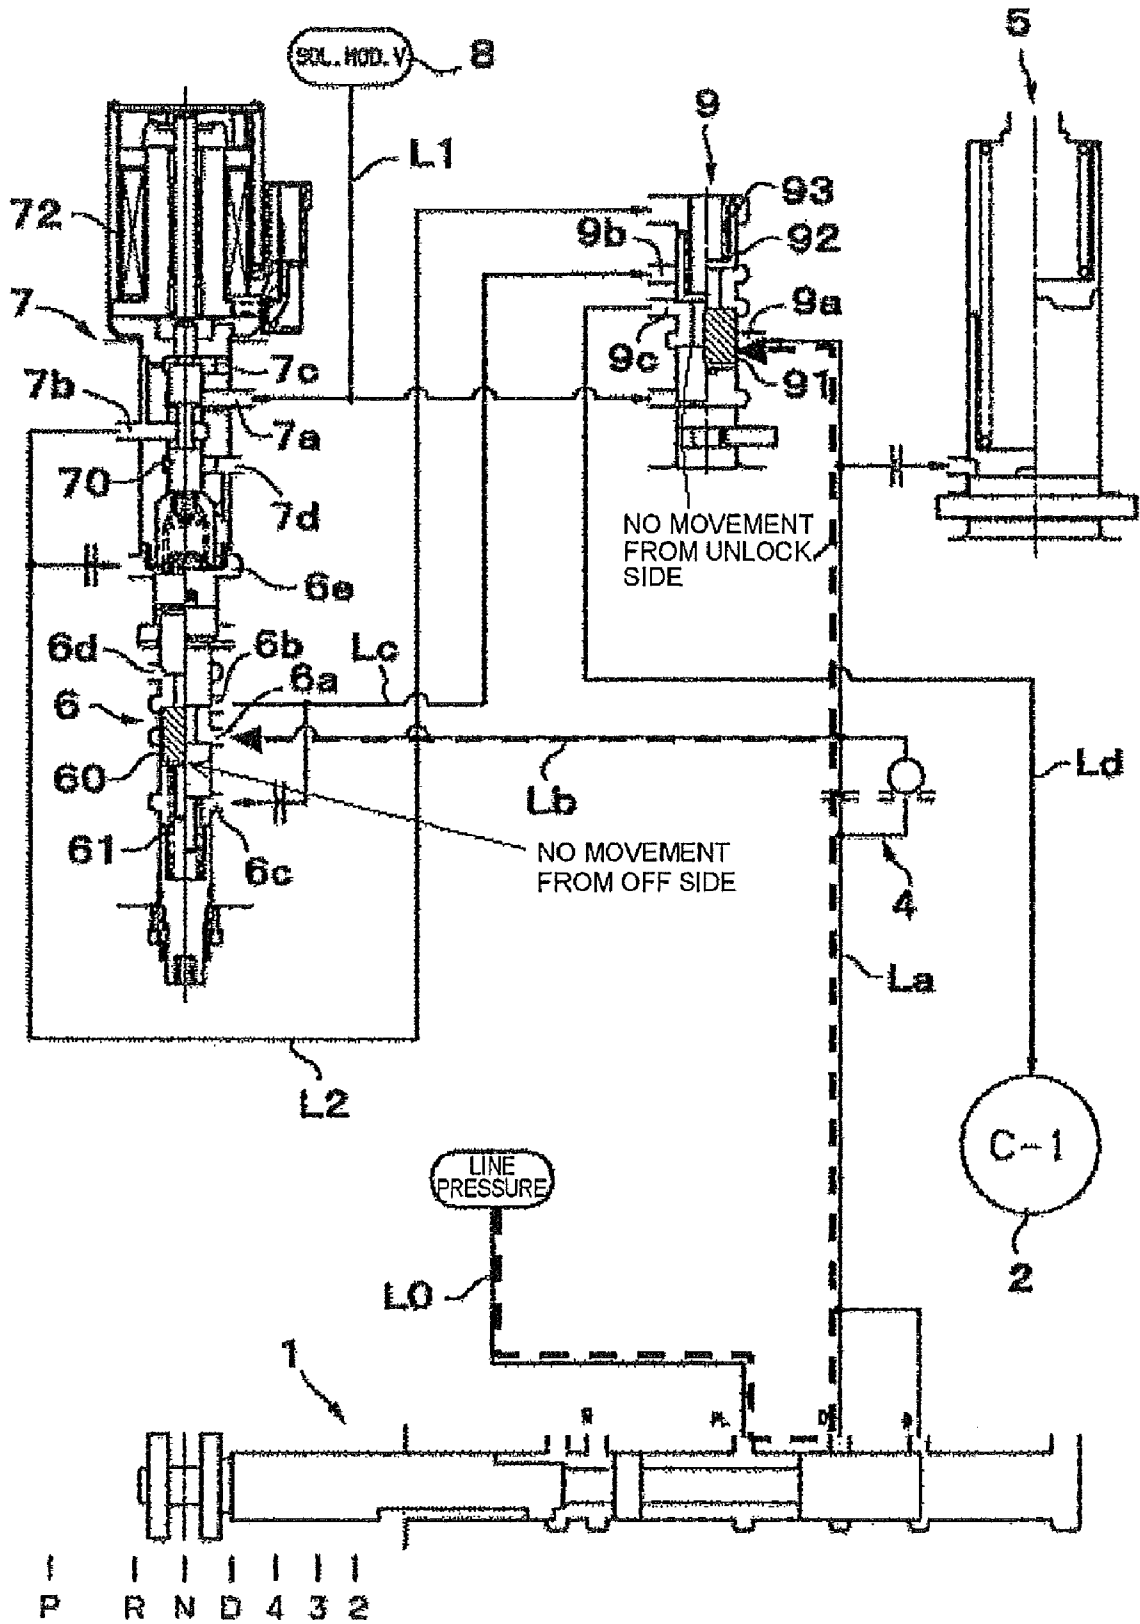 5
SOL.MOD.V
8
9
L1
93
72
9b
92
7
9a
7c
9c
91
7b
7a
70
7d
NO MOVEMENT
FROM UNLOCK
SIDE
6e
6d
6b
Lc
6a
6
60
Lb
Ld
61
6c
NO MOVEMENT
FROM OFF SIDE
4
La
L2
C-1
LINE
PRESSURE
2
L0
1
R
PL
D
P R N D 4 3 2